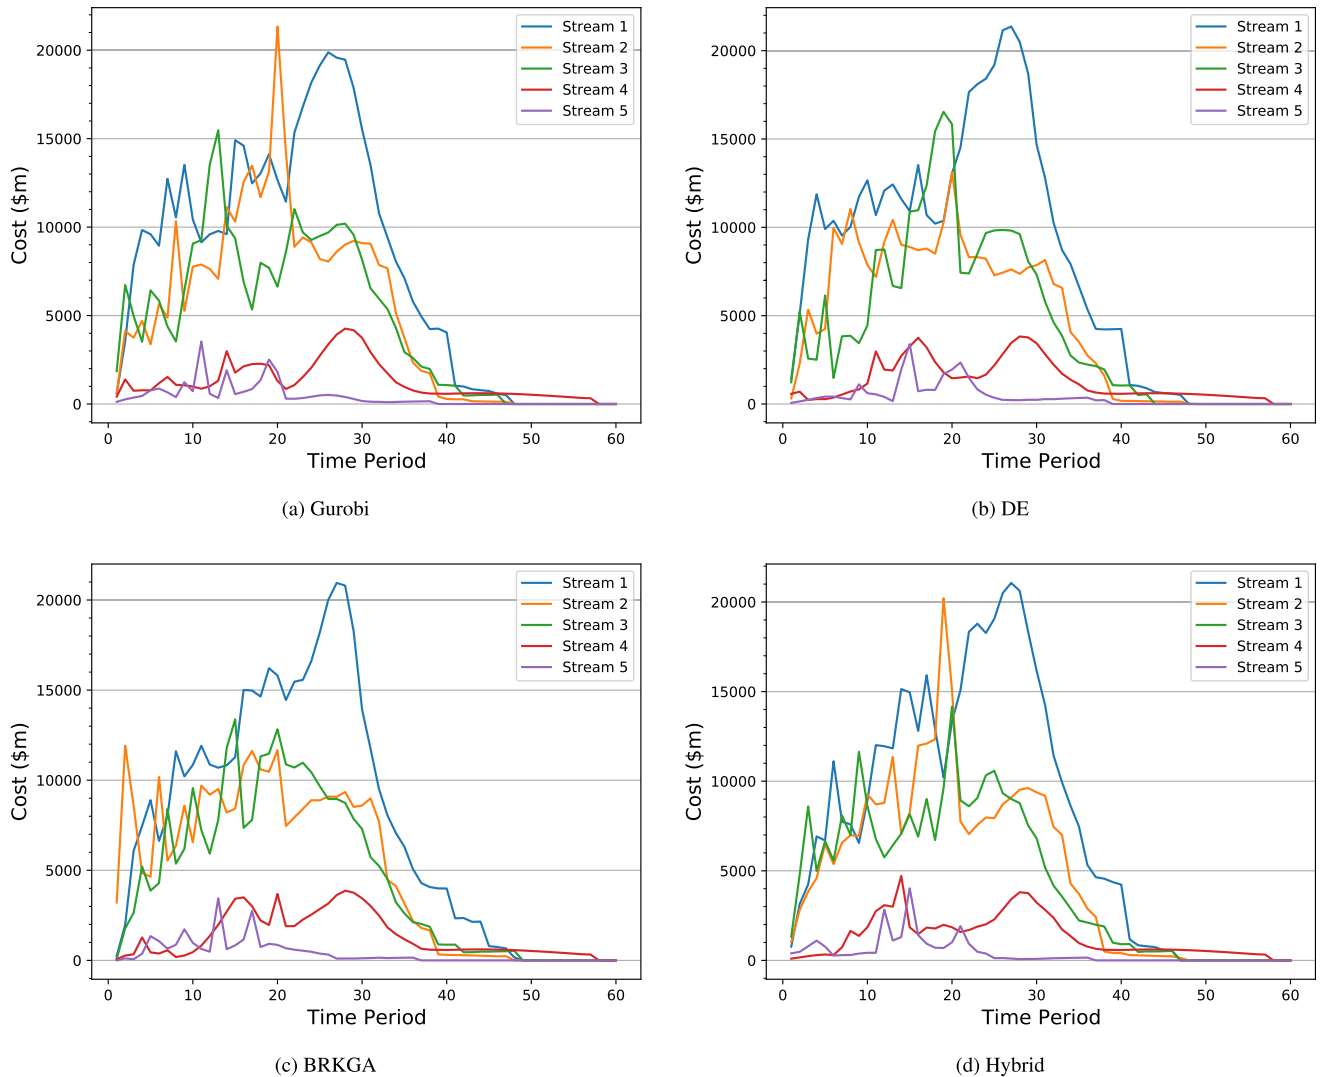 Cost ($m)
20000
15000
10000
5000
0
Stream 1
Stream 2
Stream 3
Stream 4
Stream 5
0 10 20 30 40 50 60
Time Period
(a) Gurobi
Cost ($m)
20000
15000
10000
5000
0
Stream 1
Stream 2
Stream 3
Stream 4
Stream 5
0 10 20 30 40 50 60
Time Period
(b) DE
Cost ($m)
20000
15000
10000
5000
0
Stream 1
Stream 2
Stream 3
Stream 4
Stream 5
0 10 20 30 40 50 60
Time Period
(c) BRKGA
Cost ($m)
20000
15000
10000
5000
0
Stream 1
Stream 2
Stream 3
Stream 4
Stream 5
0 10 20 30 40 50 60
Time Period
(d) Hybrid